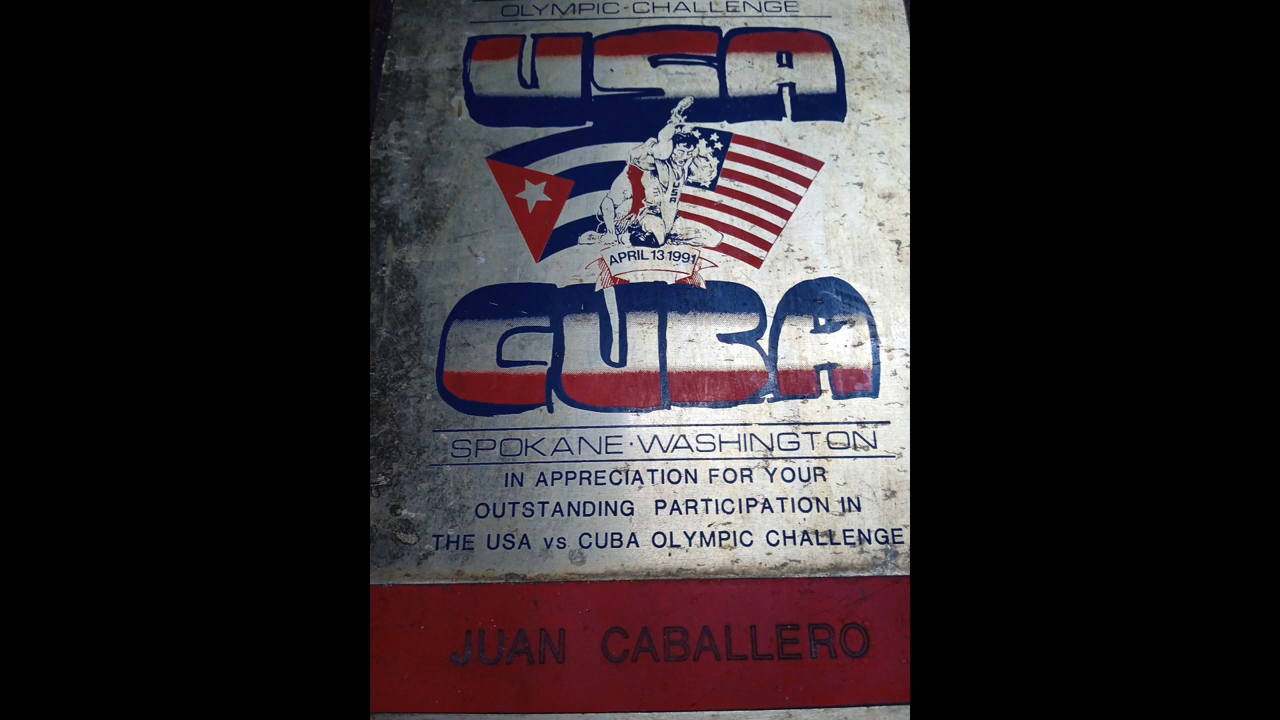 OLYMPIC·CHALLENGE
USA
USA
APRIL 13 1991
CUBA
SPOKANE·WASHINGTON
IN APPRECIATION FOR YOUR
OUTSTANDING PARTICIPATION IN
THE USA vs CUBA OLYMPIC CHALLENGE
JUAN CABALLERO